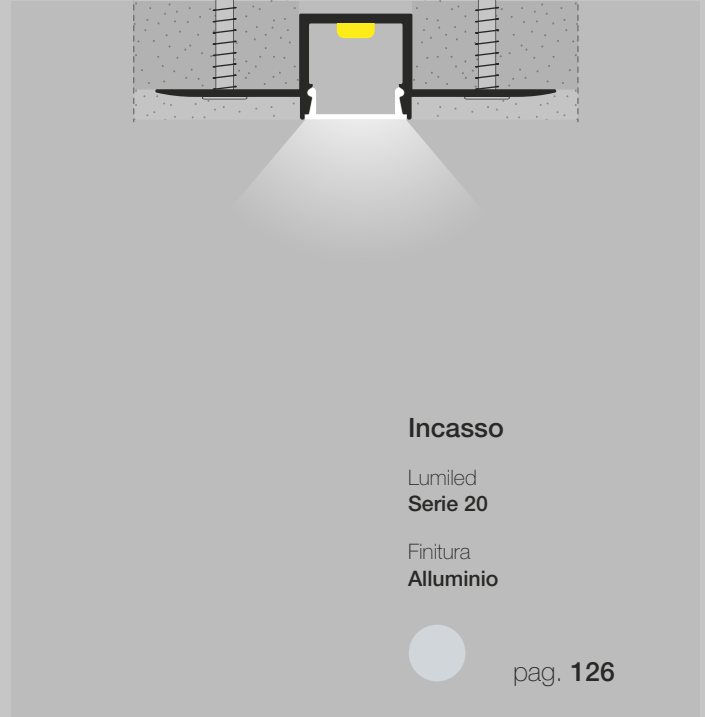 Incasso
Lumiled
Serie 20
Finitura
Alluminio
pag. 126